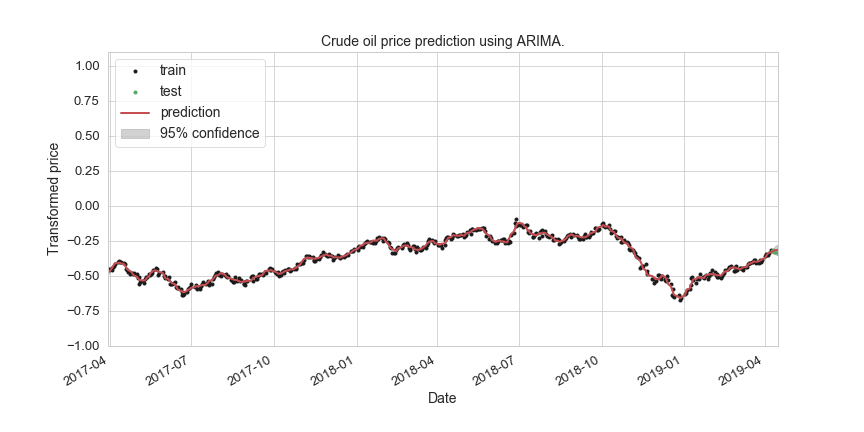 Crude oil price prediction using ARIMA.
1.00
0.75
0.50
0.25
0.00
−0.25
−0.50
−0.75
−1.00
Transformed price
train
test
prediction
95% confidence
2017-04
2017-07
2017-10
2018-01
2018-04
2018-07
2018-10
2019-01
2019-04
Date